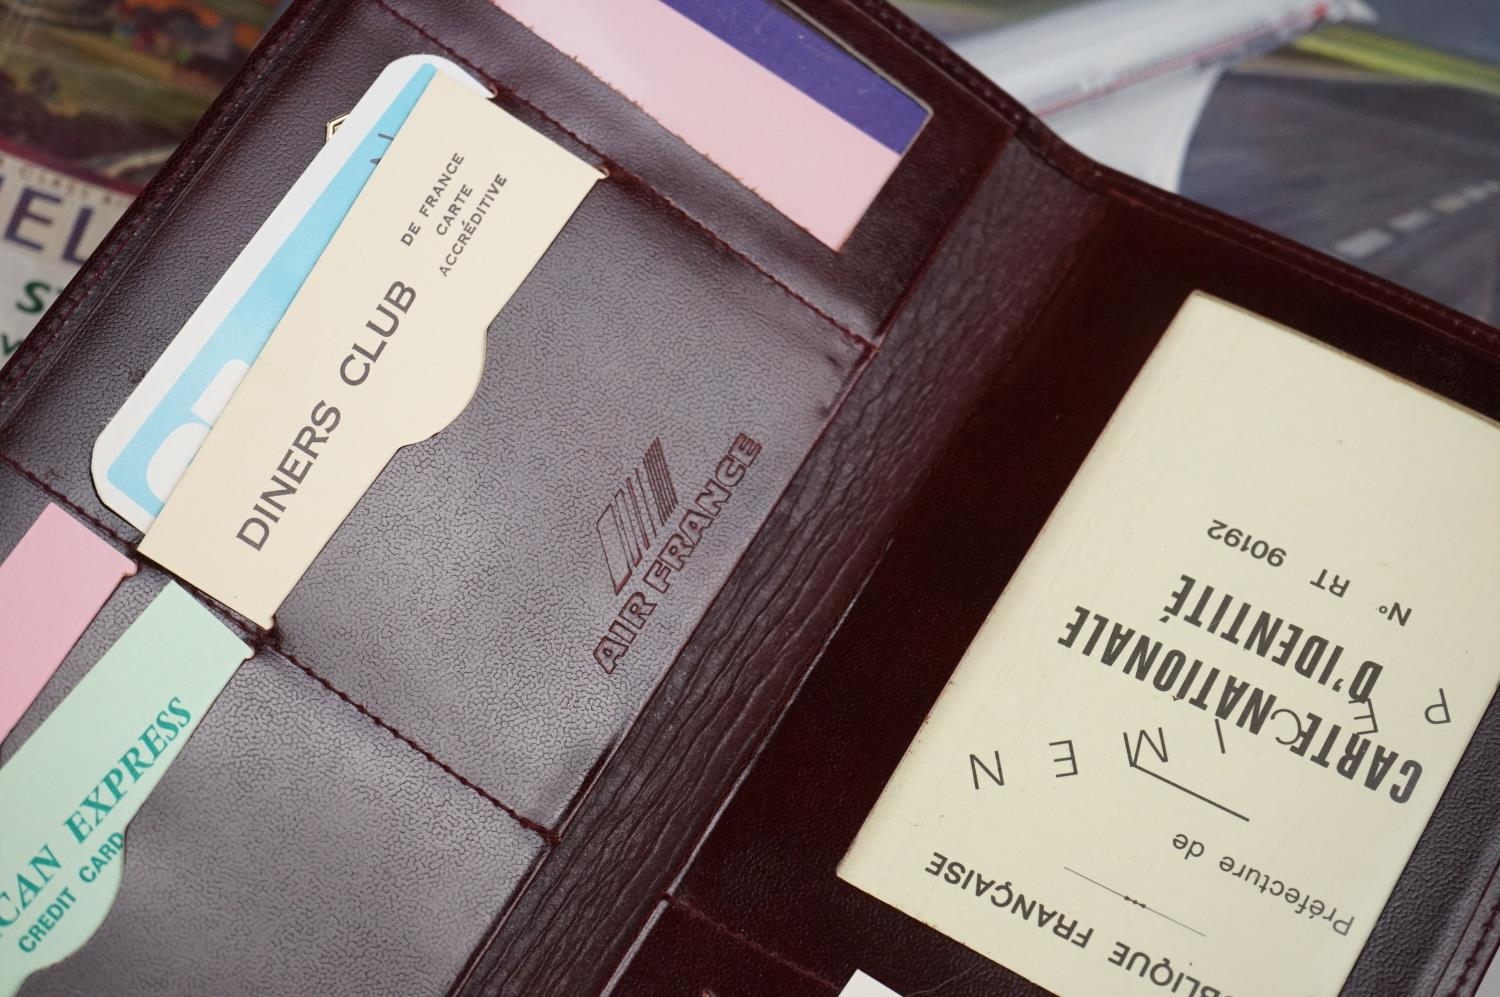 DINERS CLUB
DE FRANCE
CARTE
ACCRÉDITIVE
AIR FRANCE
CAN EXPRESS
CREDIT CARD
BLIQUE FRANÇAISE
Préfecture de
CARTE NATIONALE
D'IDENTITÉ
SPECIMEN
N° RT 90192